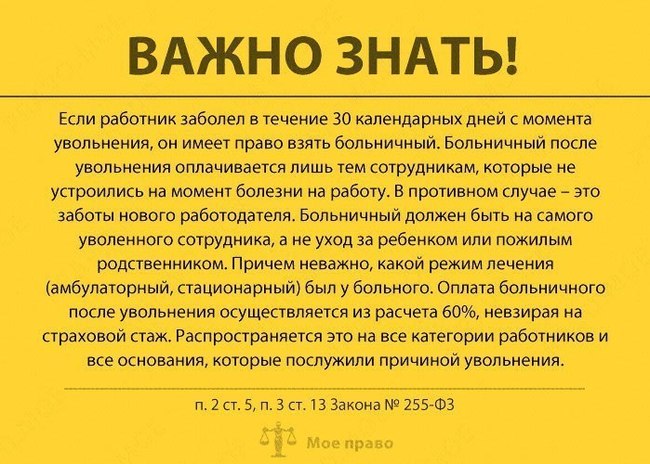 ВАЖНО ЗНАТЬ!
Если работник заболел в течение 30 календарных дней с момента
увольнения, он имеет право взять больничный. Больничный после
увольнения оплачивается лишь тем сотрудникам, которые не
устроились на момент болезни на работу. В противном случае – это
заботы нового работодателя. Больничный должен быть на самого
уволенного сотрудника, а не уход за ребенком или пожилым
родственником. Причем неважно, какой режим лечения
(амбулаторный, стационарный) был у больного. Оплата больничного
после увольнения осуществляется из расчета 60%, невзирая на
страховой стаж. Распространяется это на все категории работников и
все основания, которые послужили причиной увольнения.
п. 2 ст. 5, п. 3 ст. 13 Закона № 255-ФЗ
Мое право